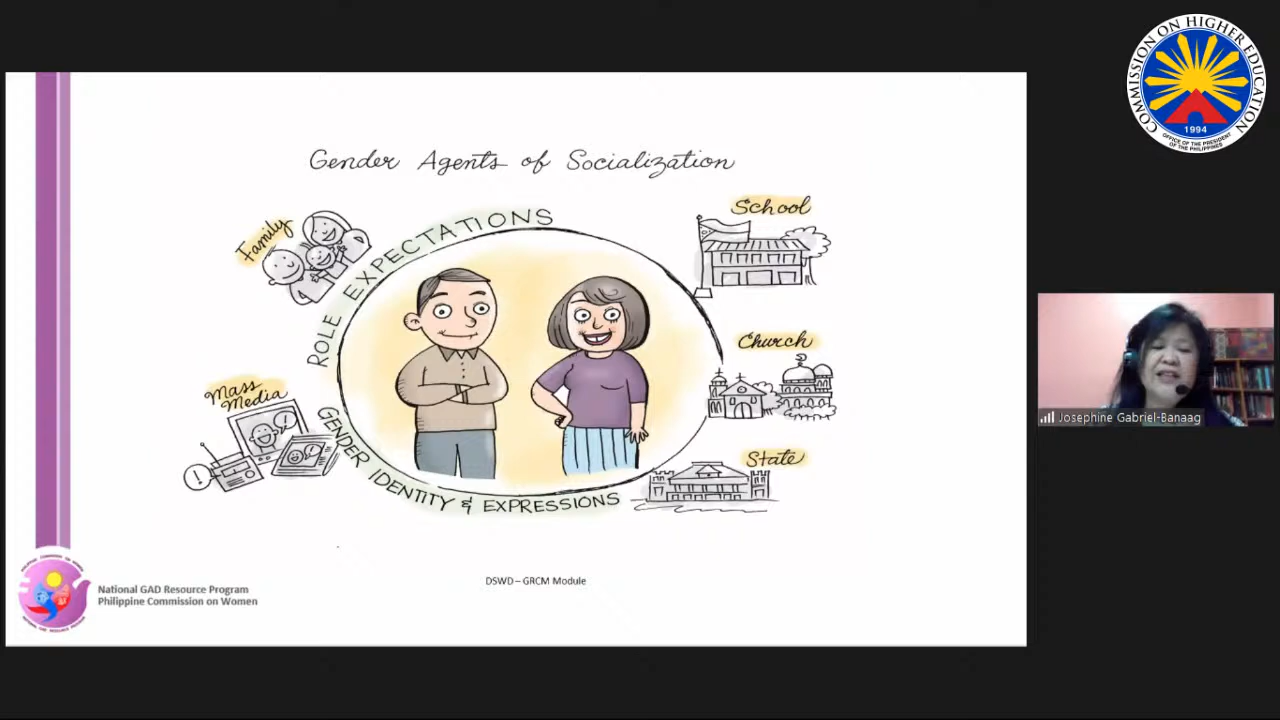 Gender Agents of Socialization
Family
ROLE EXPECTATIONS
School
Church
Mass
Media
GENDER IDENTITY & EXPRESSIONS
State
DSWD – GRCM Module
National GAD Resource Program
Philippine Commission on Women
COMMISSION ON HIGHER EDUCATION
1994
OFFICE OF THE PRESIDENT
OF THE PHILIPPINES
Josephine Gabriel-Banaag